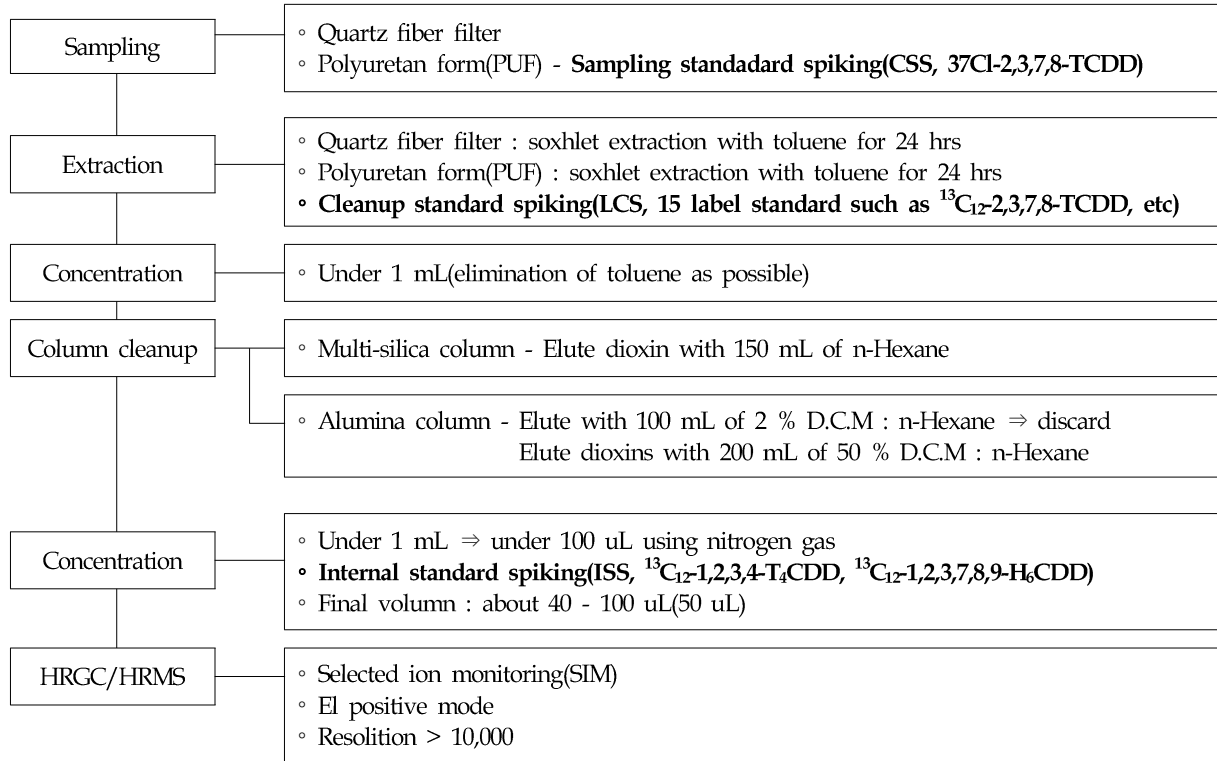 Sampling
◦ Quartz fiber filter
◦ Polyuretan form(PUF) - Sampling standadard spiking(CSS, 37Cl-2,3,7,8-TCDD)
Extraction
◦ Quartz fiber filter : soxhlet extraction with toluene for 24 hrs
◦ Polyuretan form(PUF) : soxhlet extraction with toluene for 24 hrs
◦ Cleanup standard spiking(LCS, 15 label standard such as ¹³C₁₂-2,3,7,8-TCDD, etc)
Concentration
◦ Under 1 mL(elimination of toluene as possible)
Column cleanup
◦ Multi-silica column - Elute dioxin with 150 mL of n-Hexane
◦ Alumina column - Elute with 100 mL of 2 % D.C.M : n-Hexane ⇒ discard
Elute dioxins with 200 mL of 50 % D.C.M : n-Hexane
Concentration
◦ Under 1 mL ⇒ under 100 uL using nitrogen gas
◦ Internal standard spiking(ISS, ¹³C₁₂-1,2,3,4-T₄CDD, ¹³C₁₂-1,2,3,7,8,9-H₆CDD)
◦ Final volumn : about 40 - 100 uL(50 uL)
HRGC/HRMS
◦ Selected ion monitoring(SIM)
◦ El positive mode
◦ Resolition > 10,000